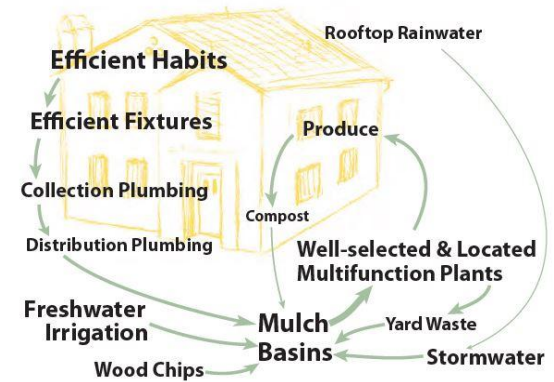 Rooftop Rainwater
Efficient Habits
Efficient Fixtures
Produce
Collection Plumbing
Compost
Distribution Plumbing
Well-selected & Located
Multifunction Plants
Freshwater
Irrigation
Mulch
Basins
Yard Waste
Stormwater
Wood Chips